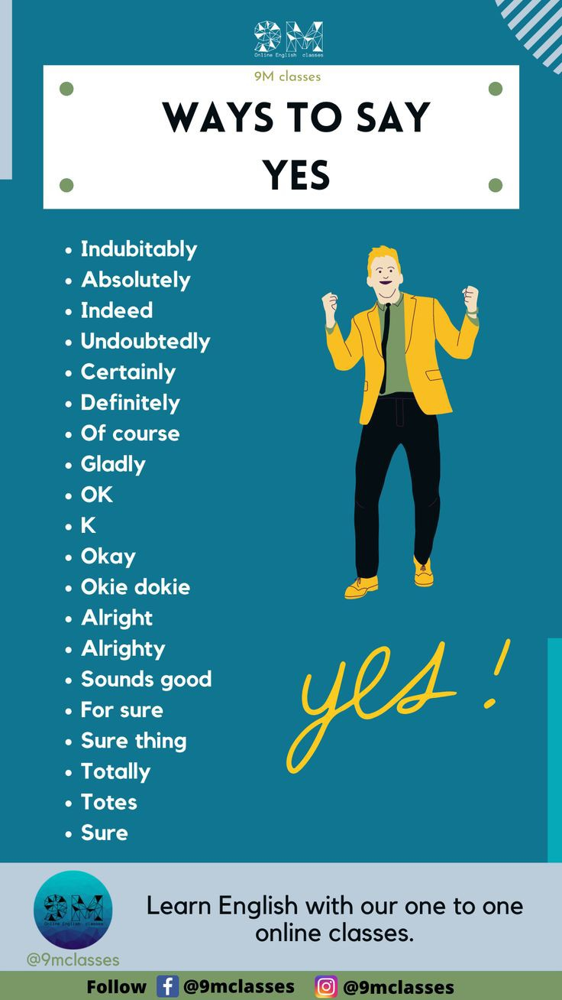 9M
Online English classes
9M classes
WAYS TO SAY
YES
• Indubitably
• Absolutely
• Indeed
• Undoubtedly
• Certainly
• Definitely
• Of course
• Gladly
• OK
• K
• Okay
• Okie dokie
• Alright
• Alrighty
• Sounds good
• For sure
• Sure thing
• Totally
• Totes
• Sure
yes!
9M
Online English classes
@9mclasses
Learn English with our one to one
online classes.
Follow @9mclasses @9mclasses